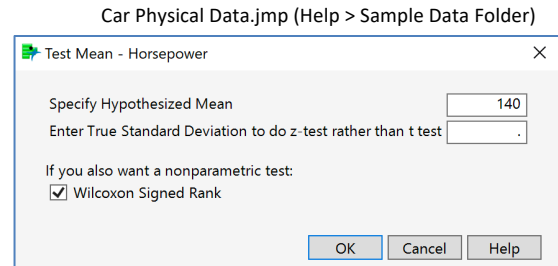 Car Physical Data.jmp (Help > Sample Data Folder)
Test Mean - Horsepower
Specify Hypothesized Mean 140
Enter True Standard Deviation to do z-test rather than t test .
If you also want a nonparametric test:
Wilcoxon Signed Rank
OK Cancel Help